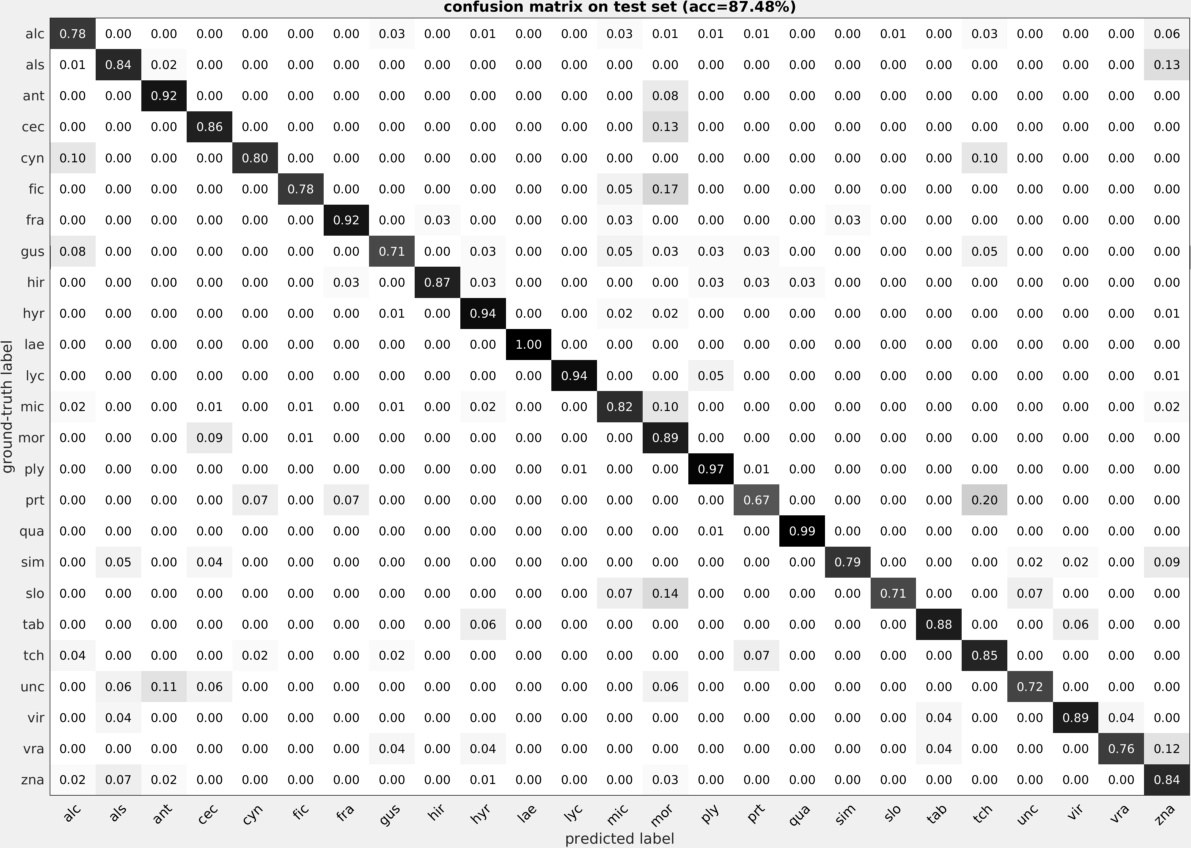 confusion matrix on test set (acc=87.48%)
alc 0.78 0.00 0.00 0.00 0.00 0.00 0.00 0.03 0.00 0.01 0.00 0.00 0.03 0.01 0.01 0.01 0.00 0.00 0.01 0.00 0.03 0.00 0.00 0.00 0.06
als 0.01 0.84 0.02 0.00 0.00 0.00 0.00 0.00 0.00 0.00 0.00 0.00 0.00 0.00 0.00 0.00 0.00 0.00 0.00 0.00 0.00 0.00 0.00 0.00 0.13
ant 0.00 0.00 0.92 0.00 0.00 0.00 0.00 0.00 0.00 0.00 0.00 0.00 0.00 0.08 0.00 0.00 0.00 0.00 0.00 0.00 0.00 0.00 0.00 0.00 0.00
cec 0.00 0.00 0.00 0.86 0.00 0.00 0.00 0.00 0.00 0.00 0.00 0.00 0.00 0.13 0.00 0.00 0.00 0.00 0.00 0.00 0.00 0.00 0.00 0.00 0.00
cyn 0.10 0.00 0.00 0.00 0.80 0.00 0.00 0.00 0.00 0.00 0.00 0.00 0.00 0.00 0.00 0.00 0.00 0.00 0.00 0.00 0.10 0.00 0.00 0.00 0.00
fic 0.00 0.00 0.00 0.00 0.00 0.78 0.00 0.00 0.00 0.00 0.00 0.00 0.05 0.17 0.00 0.00 0.00 0.00 0.00 0.00 0.00 0.00 0.00 0.00 0.00
fra 0.00 0.00 0.00 0.00 0.00 0.00 0.92 0.00 0.03 0.00 0.00 0.00 0.03 0.00 0.00 0.00 0.00 0.03 0.00 0.00 0.00 0.00 0.00 0.00 0.00
gus 0.08 0.00 0.00 0.00 0.00 0.00 0.00 0.71 0.00 0.03 0.00 0.00 0.05 0.03 0.03 0.03 0.00 0.00 0.00 0.00 0.05 0.00 0.00 0.00 0.00
hir 0.00 0.00 0.00 0.00 0.00 0.00 0.03 0.00 0.87 0.03 0.00 0.00 0.00 0.00 0.03 0.03 0.03 0.00 0.00 0.00 0.00 0.00 0.00 0.00 0.00
hyr 0.00 0.00 0.00 0.00 0.00 0.00 0.00 0.01 0.00 0.94 0.00 0.00 0.02 0.02 0.00 0.00 0.00 0.00 0.00 0.00 0.00 0.00 0.00 0.00 0.01
lae 0.00 0.00 0.00 0.00 0.00 0.00 0.00 0.00 0.00 0.00 1.00 0.00 0.00 0.00 0.00 0.00 0.00 0.00 0.00 0.00 0.00 0.00 0.00 0.00 0.00
lyc 0.00 0.00 0.00 0.00 0.00 0.00 0.00 0.00 0.00 0.00 0.00 0.94 0.00 0.00 0.05 0.00 0.00 0.00 0.00 0.00 0.00 0.00 0.00 0.00 0.01
mic 0.02 0.00 0.00 0.01 0.00 0.01 0.00 0.01 0.00 0.02 0.00 0.00 0.82 0.10 0.00 0.00 0.00 0.00 0.00 0.00 0.00 0.00 0.00 0.00 0.02
mor 0.00 0.00 0.00 0.09 0.00 0.01 0.00 0.00 0.00 0.00 0.00 0.00 0.00 0.89 0.00 0.00 0.00 0.00 0.00 0.00 0.00 0.00 0.00 0.00 0.00
ply 0.00 0.00 0.00 0.00 0.00 0.00 0.00 0.00 0.00 0.00 0.00 0.01 0.00 0.00 0.97 0.01 0.00 0.00 0.00 0.00 0.00 0.00 0.00 0.00 0.00
prt 0.00 0.00 0.00 0.00 0.07 0.00 0.07 0.00 0.00 0.00 0.00 0.00 0.00 0.00 0.00 0.67 0.00 0.00 0.00 0.00 0.20 0.00 0.00 0.00 0.00
qua 0.00 0.00 0.00 0.00 0.00 0.00 0.00 0.00 0.00 0.00 0.00 0.00 0.00 0.00 0.01 0.00 0.99 0.00 0.00 0.00 0.00 0.00 0.00 0.00 0.00
sim 0.00 0.05 0.00 0.04 0.00 0.00 0.00 0.00 0.00 0.00 0.00 0.00 0.00 0.00 0.00 0.00 0.00 0.79 0.00 0.00 0.00 0.02 0.02 0.00 0.09
slo 0.00 0.00 0.00 0.00 0.00 0.00 0.00 0.00 0.00 0.00 0.00 0.00 0.07 0.14 0.00 0.00 0.00 0.00 0.71 0.00 0.00 0.07 0.00 0.00 0.00
tab 0.00 0.00 0.00 0.00 0.00 0.00 0.00 0.00 0.00 0.06 0.00 0.00 0.00 0.00 0.00 0.00 0.00 0.00 0.00 0.88 0.00 0.00 0.06 0.00 0.00
tch 0.04 0.00 0.00 0.00 0.02 0.00 0.00 0.02 0.00 0.00 0.00 0.00 0.00 0.00 0.00 0.07 0.00 0.00 0.00 0.00 0.85 0.00 0.00 0.00 0.00
unc 0.00 0.06 0.11 0.06 0.00 0.00 0.00 0.00 0.00 0.00 0.00 0.00 0.00 0.06 0.00 0.00 0.00 0.00 0.00 0.00 0.00 0.72 0.00 0.00 0.00
vir 0.00 0.04 0.00 0.00 0.00 0.00 0.00 0.00 0.00 0.00 0.00 0.00 0.00 0.00 0.00 0.00 0.00 0.00 0.00 0.04 0.00 0.00 0.89 0.04 0.00
vra 0.00 0.00 0.00 0.00 0.00 0.00 0.00 0.04 0.00 0.04 0.00 0.00 0.00 0.00 0.00 0.00 0.00 0.00 0.00 0.04 0.00 0.00 0.00 0.76 0.12
zna 0.02 0.07 0.02 0.00 0.00 0.00 0.00 0.00 0.00 0.01 0.00 0.00 0.00 0.03 0.00 0.00 0.00 0.00 0.00 0.00 0.00 0.00 0.00 0.00 0.84
alc als ant cec cyn fic fra gus hir hyr lae lyc mic mor ply prt qua sim slo tab tch unc vir vra zna
predicted label
ground-truth label